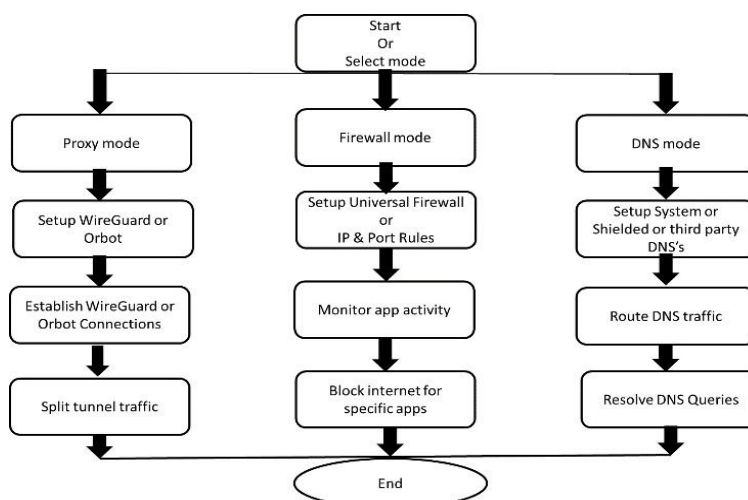 Start
Or
Select mode
Proxy mode
Firewall mode
DNS mode
Setup WireGuard or
Orbot
Setup Universal Firewall
or
IP & Port Rules
Setup System or
Shielded or third party
DNS's
Establish WireGuard or
Orbot Connections
Monitor app activity
Route DNS traffic
Split tunnel traffic
Block internet for
specific apps
Resolve DNS Queries
End